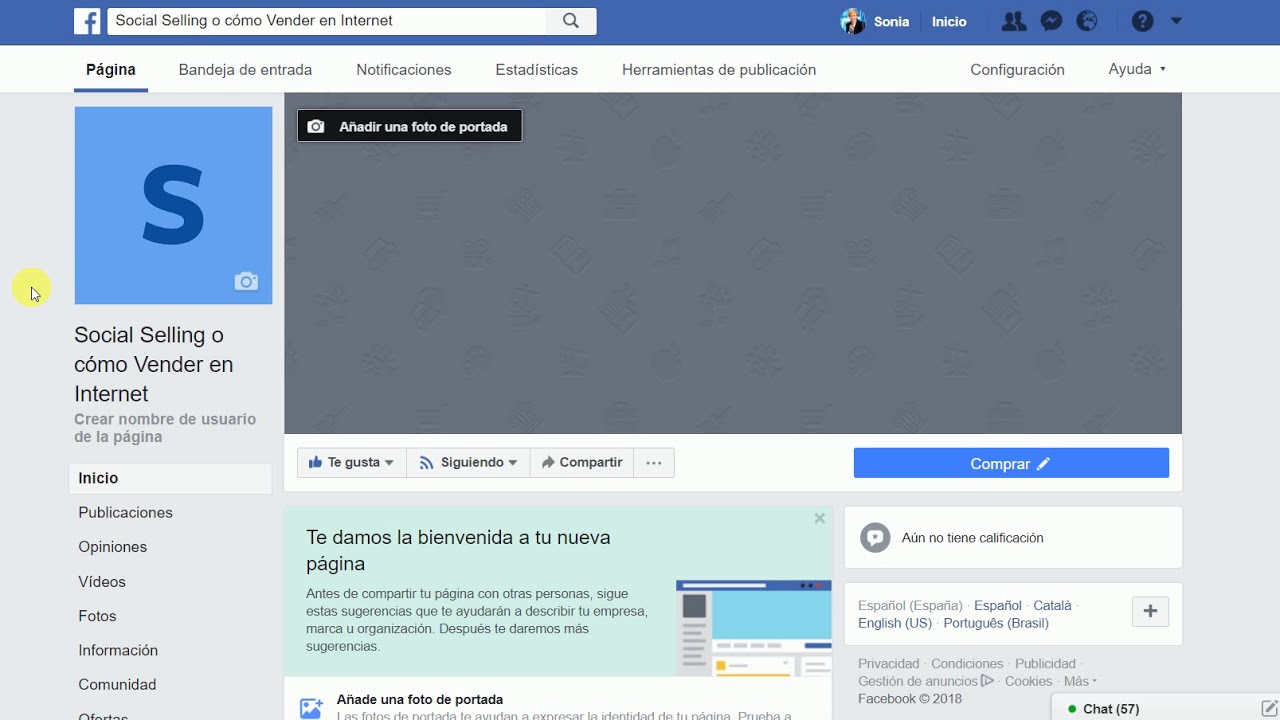 Social Selling o cómo Vender en Internet
Sonia
Inicio
Página
Bandeja de entrada
Notificaciones
Estadísticas
Herramientas de publicación
Configuración
Ayuda
Añadir una foto de portada
S
Social Selling o
cómo Vender en
Internet
Crear nombre de usuario
de la página
Inicio
Publicaciones
Opiniones
Vídeos
Fotos
Información
Comunidad
Ofertas
Te gusta
Siguiendo
Compartir
Comprar
Te damos la bienvenida a tu nueva
página
Antes de compartir tu página con otras personas, sigue
estas sugerencias que te ayudarán a describir tu empresa,
marca u organización. Después te daremos más
sugerencias.
Añade una foto de portada
Las fotos de portada te ayudan a expresar la identidad de tu página. Prueba a
Aún no tiene calificación
Español (España) · Español · Català ·
English (US) · Português (Brasil)
Privacidad · Condiciones · Publicidad ·
Gestión de anuncios · Cookies · Más
Facebook © 2018
Chat (57)